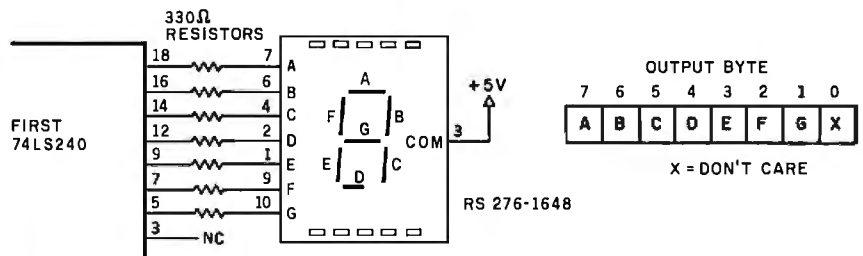 330Ω
RESISTORS
18 7 A
16 6 B
14 4 C
12 2 D
9 1 E
7 9 F
5 10 G
3 NC
FIRST
74LS240
A
F B
G
E C
D
COM 3
+5V
RS 276-1648
OUTPUT BYTE
7 6 5 4 3 2 1 0
A B C D E F G X
X = DON'T CARE